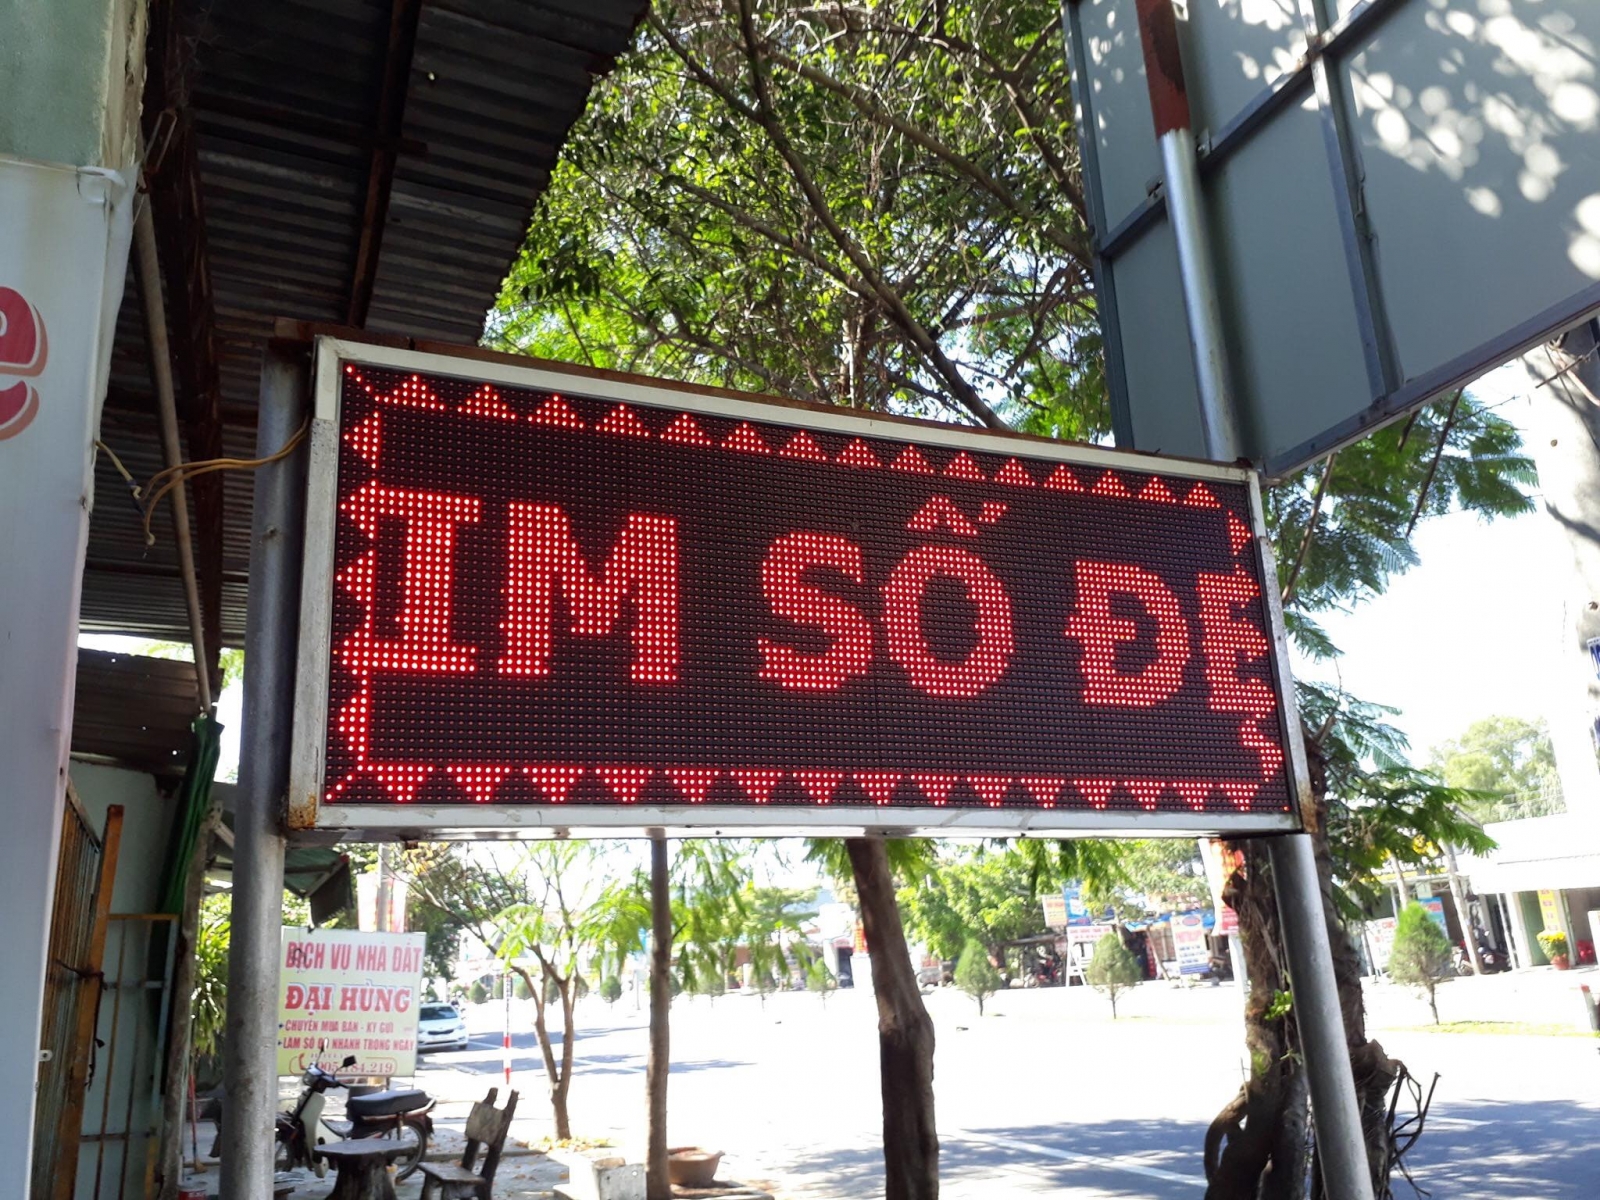 e
IM SỐ ĐẸ
DỊCH VỤ NHÀ ĐẤT
ĐẠI HÙNG
CHUYÊN MUA BÁN - KÝ GỬI
LÀM SỔ ĐỎ NHANH TRONG NGÀY